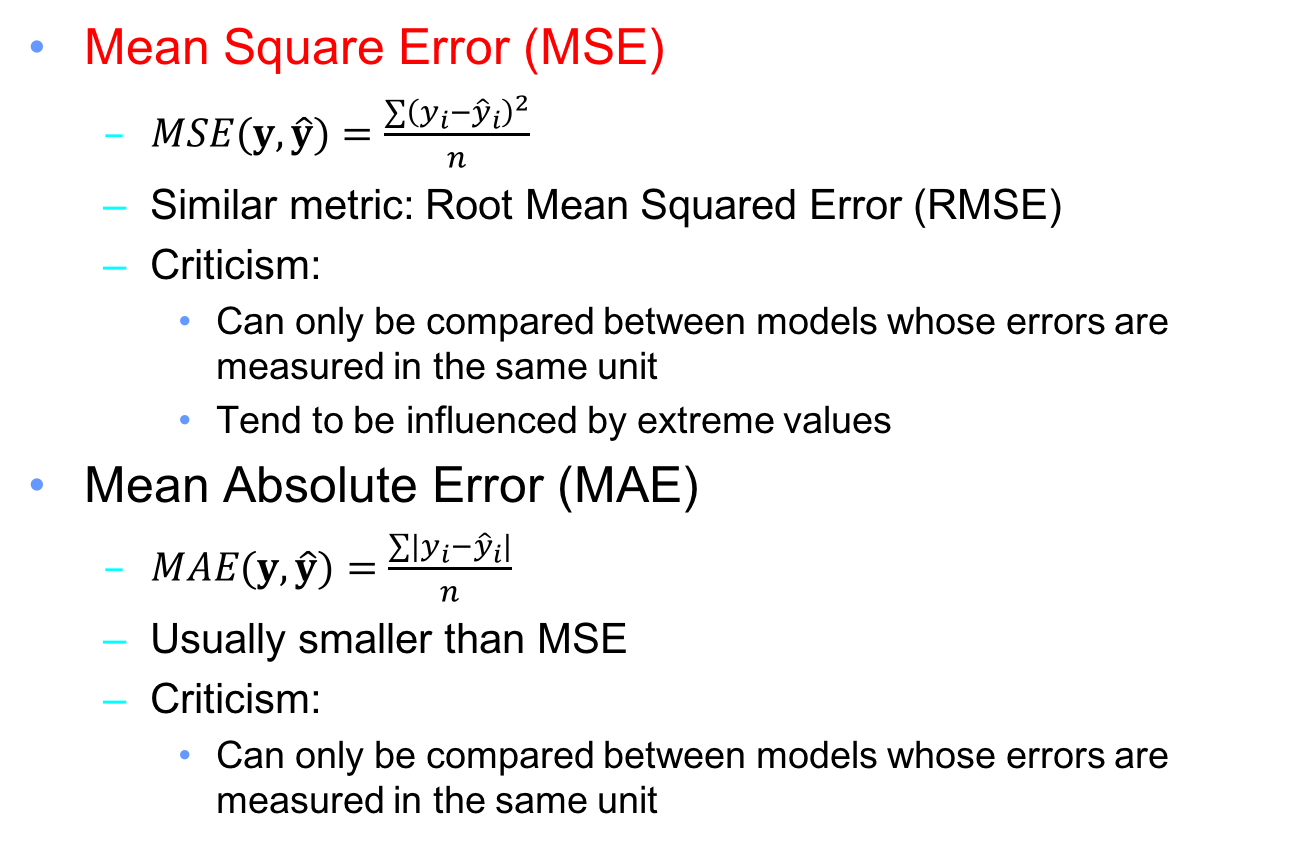 • Mean Square Error (MSE)
– 𝑀𝑆𝐸(𝐲, 𝐲̂) = ∑(𝑦ᵢ−𝑦̂ᵢ)² / 𝑛
– Similar metric: Root Mean Squared Error (RMSE)
– Criticism:
• Can only be compared between models whose errors are
measured in the same unit
• Tend to be influenced by extreme values
• Mean Absolute Error (MAE)
– 𝑀𝐴𝐸(𝐲, 𝐲̂) = ∑|𝑦ᵢ−𝑦̂ᵢ| / 𝑛
– Usually smaller than MSE
– Criticism:
• Can only be compared between models whose errors are
measured in the same unit